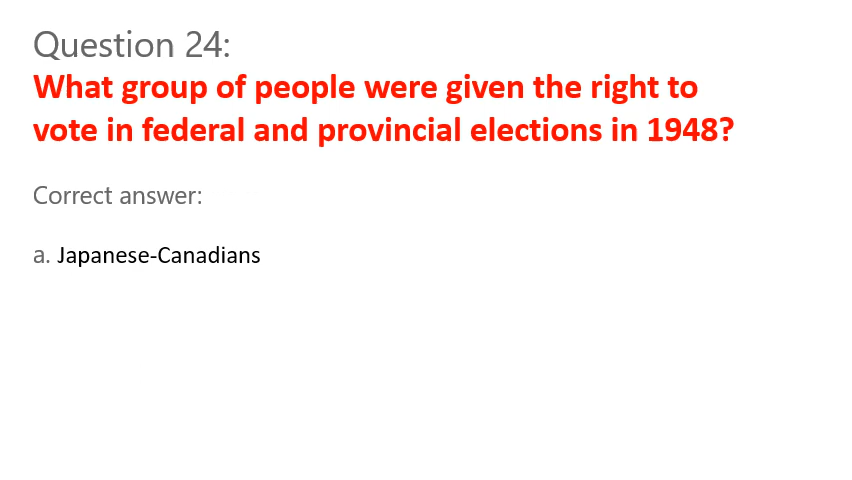 Question 24:
What group of people were given the right to
vote in federal and provincial elections in 1948?
Correct answer:
a. Japanese-Canadians